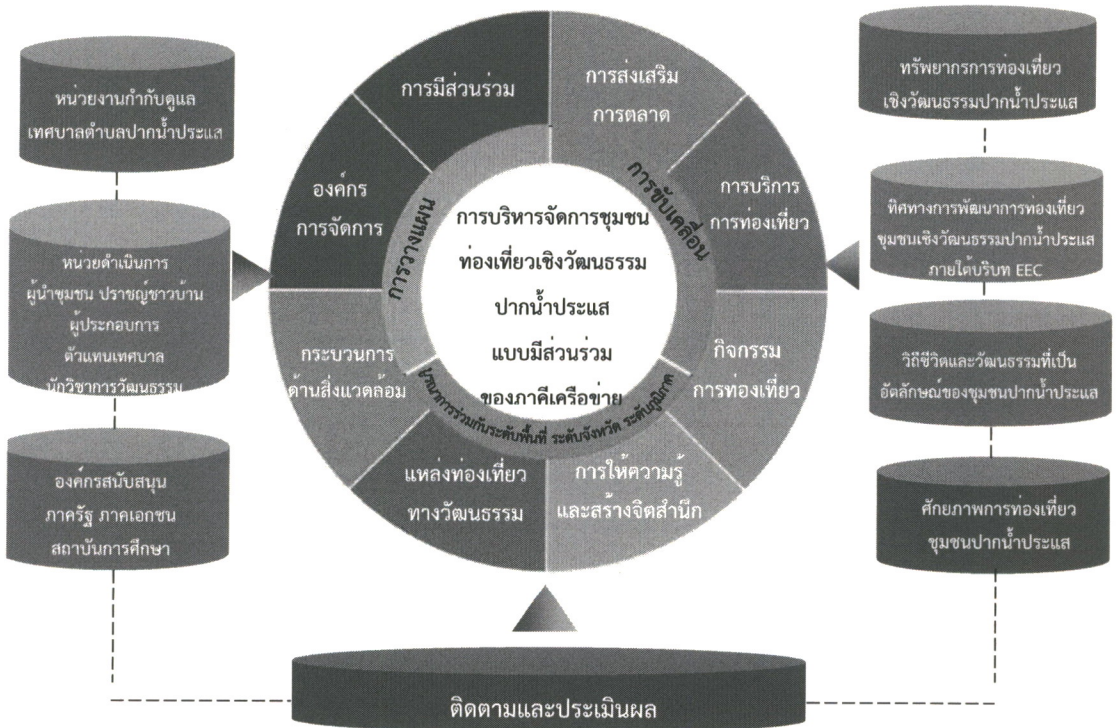 หน่วยงานกำกับดูแล
เทศบาลตำบลปากน้ำประแส
หน่วยดำเนินการ
ผู้นำชุมชน ปราชญ์ชาวบ้าน
ผู้ประกอบการ
ตัวแทนเทศบาล
นักวิชาการวัฒนธรรม
องค์กรสนับสนุน
ภาครัฐ ภาคเอกชน
สถาบันการศึกษา
การมีส่วนร่วม
การส่งเสริม
การตลาด
องค์กร
การจัดการ
การบริการ
การท่องเที่ยว
กระบวนการ
ด้านสิ่งแวดล้อม
กิจกรรม
การท่องเที่ยว
แหล่งท่องเที่ยว
ทางวัฒนธรรม
การให้ความรู้
และสร้างจิตสำนึก
การวางแผน
การขับเคลื่อน
บูรณาการร่วมกันระดับพื้นที่ ระดับจังหวัด ระดับภูมิภาค
การบริหารจัดการชุมชน
ท่องเที่ยวเชิงวัฒนธรรม
ปากน้ำประแส
แบบมีส่วนร่วม
ของภาคีเครือข่าย
ทรัพยากรการท่องเที่ยว
เชิงวัฒนธรรมปากน้ำประแส
ทิศทางการพัฒนาการท่องเที่ยว
ชุมชนเชิงวัฒนธรรมปากน้ำประแส
ภายใต้บริบท EEC
วิถีชีวิตและวัฒนธรรมที่เป็น
อัตลักษณ์ของชุมชนปากน้ำประแส
ศักยภาพการท่องเที่ยว
ชุมชนปากน้ำประแส
ติดตามและประเมินผล